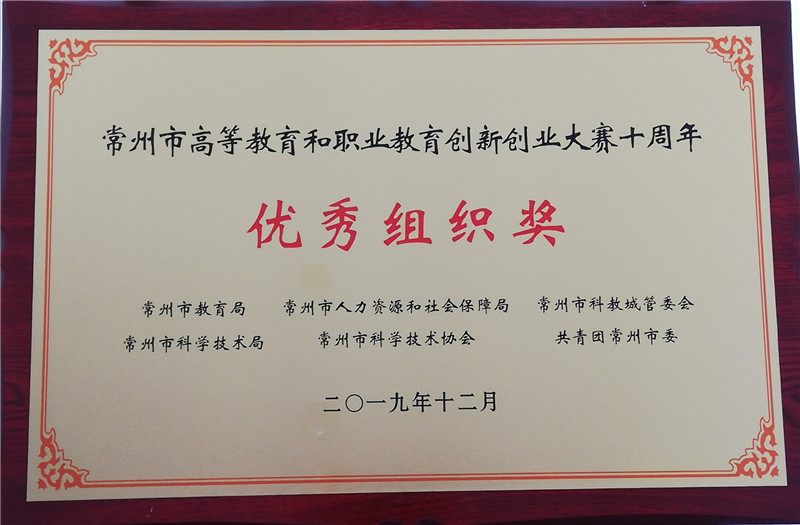 常州市高等教育和职业教育创新创业大赛十周年
优秀组织奖
常州市教育局 常州市人力资源和社会保障局 常州市科教城管委会
常州市科学技术局 常州市科学技术协会 共青团常州市委
二〇一九年十二月